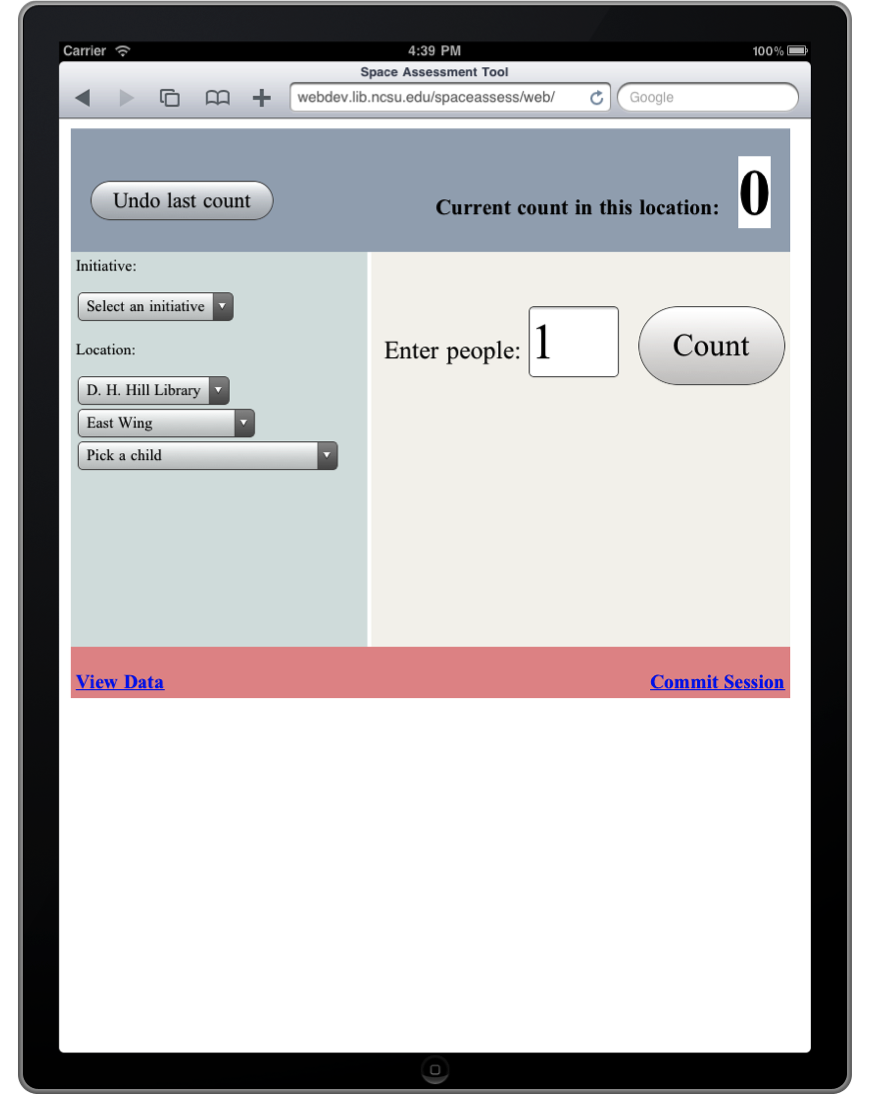 Carrier 4:39 PM 100%
Space Assessment Tool
webdev.lib.ncsu.edu/spaceassess/web/ Google
Undo last count
Current count in this location: 0
Initiative:
Select an initiative
Location:
D. H. Hill Library
East Wing
Pick a child
Enter people: 1 Count
View Data
Commit Session